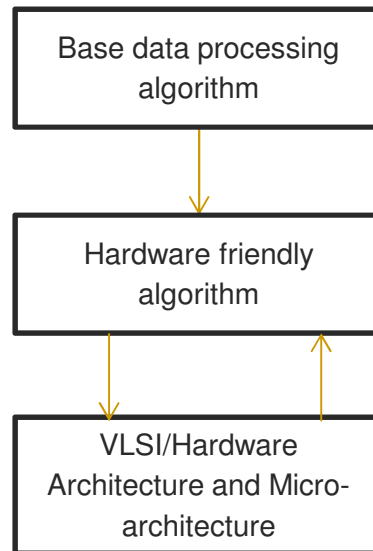 Base data processing
algorithm
Hardware friendly
algorithm
VLSI/Hardware
Architecture and Micro-
architecture